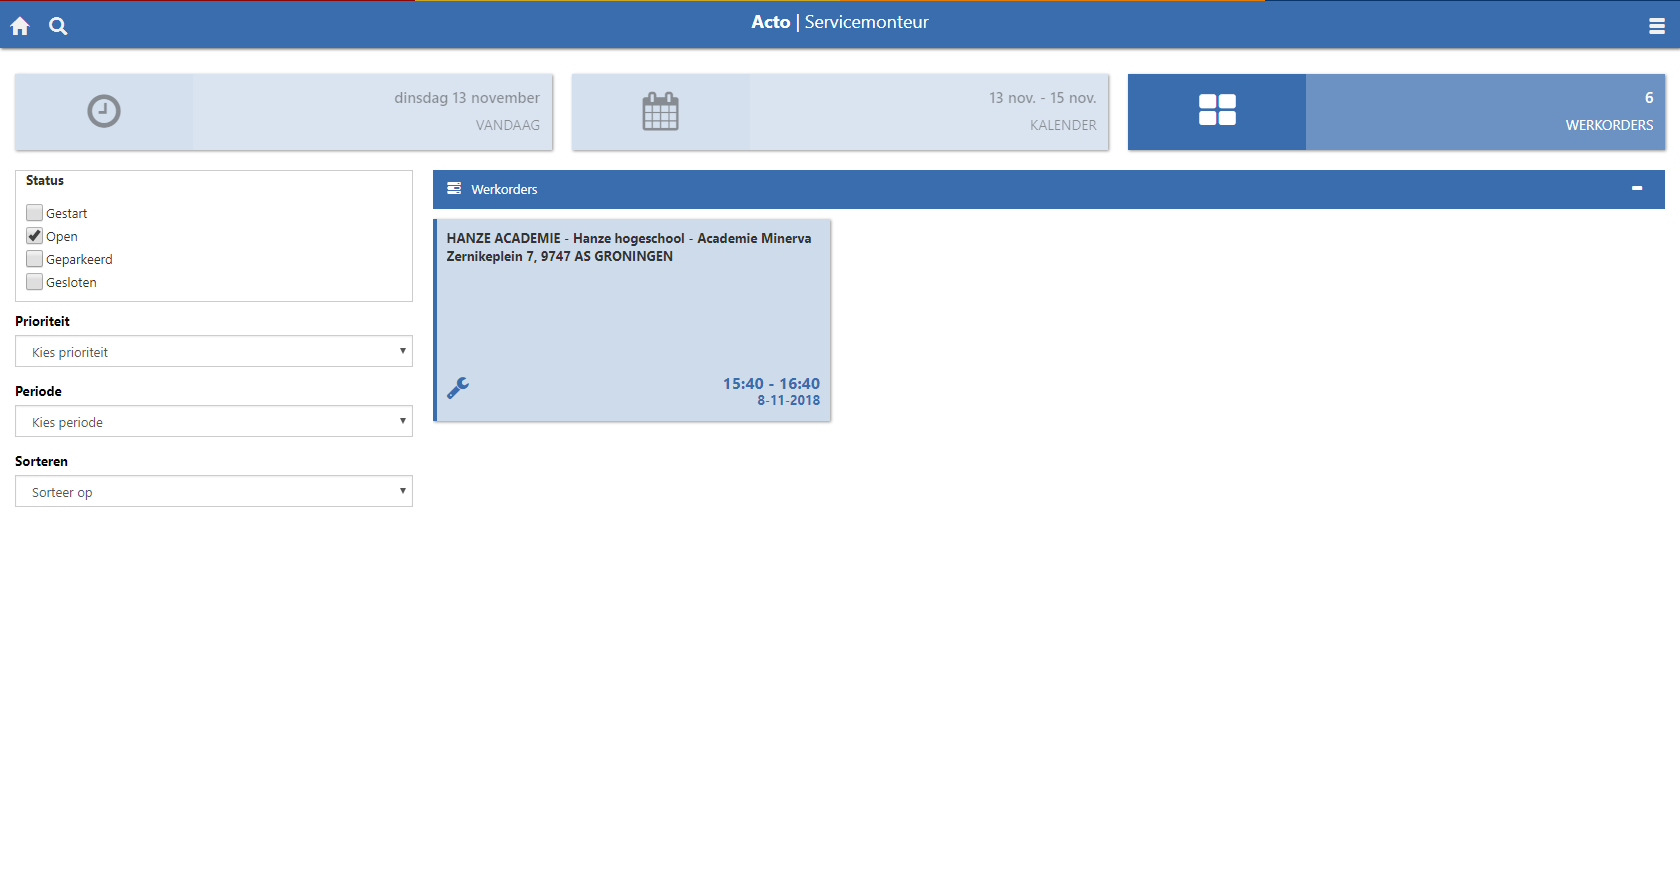 Acto | Servicemonteur
dinsdag 13 november
VANDAAG
13 nov. - 15 nov.
KALENDER
6
WERKORDERS
Status
Gestart
Open
Geparkeerd
Gesloten
Prioriteit
Kies prioriteit
Periode
Kies periode
Sorteren
Sorteer op
Werkorders
HANZE ACADEMIE - Hanze hogeschool - Academie Minerva
Zernikeplein 7, 9747 AS GRONINGEN
15:40 - 16:40
8-11-2018